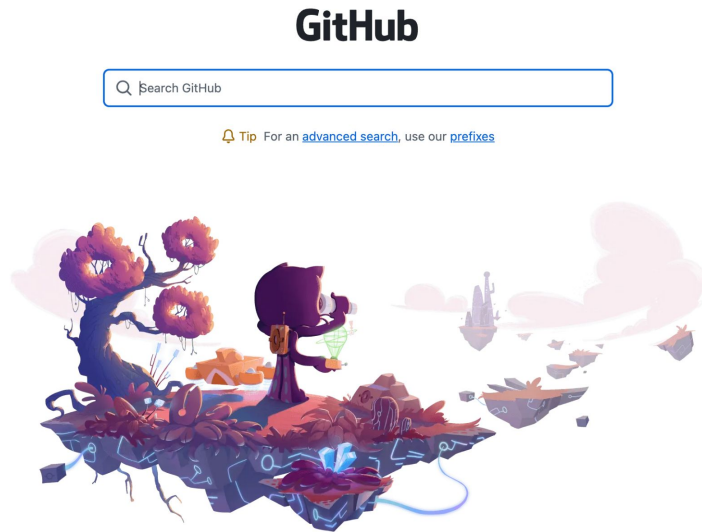 GitHub
Search GitHub
Tip For an advanced search, use our prefixes